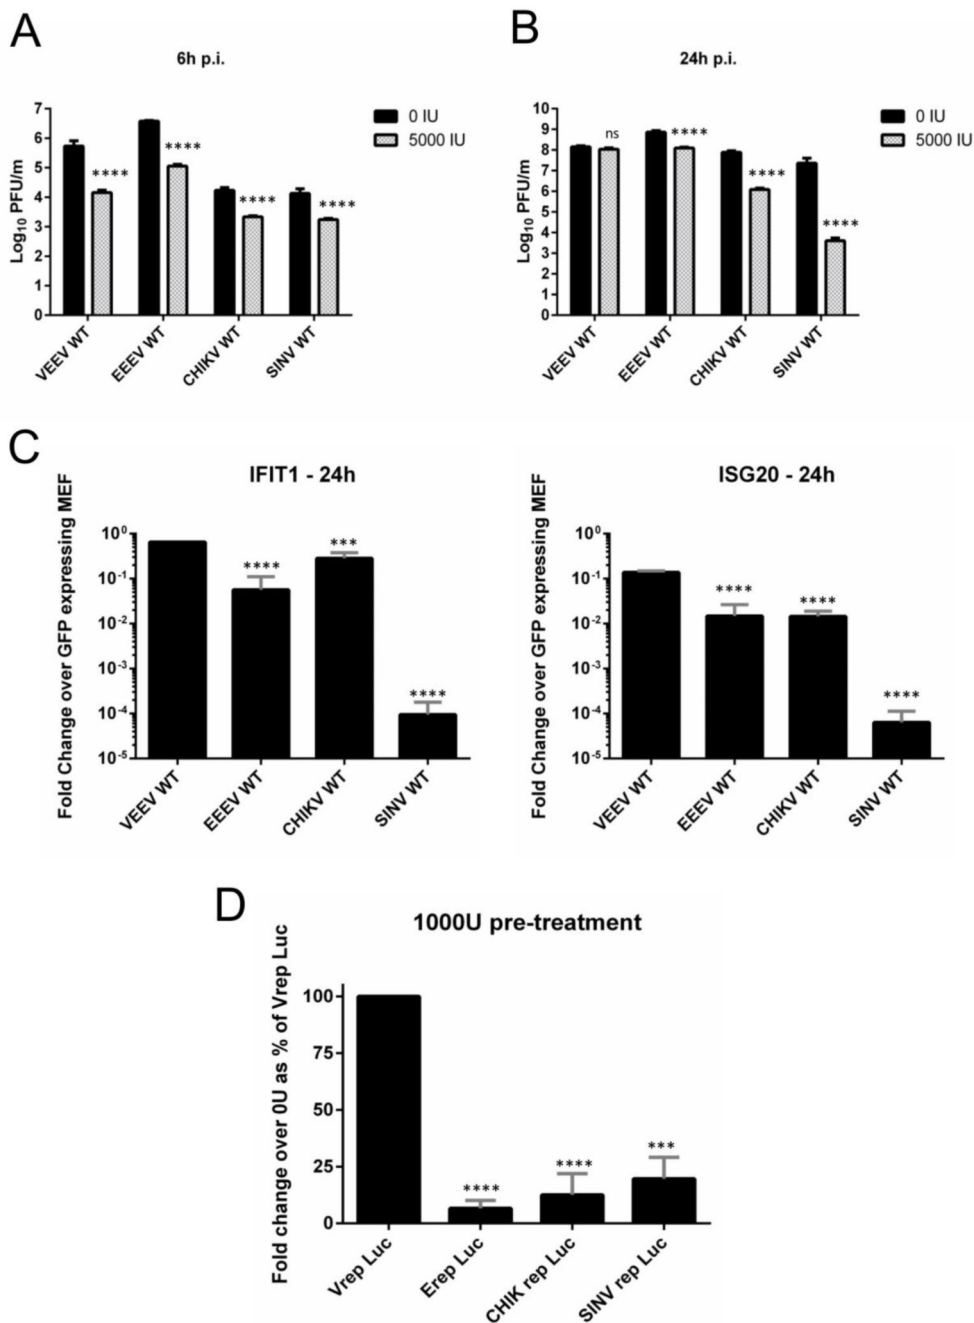 A
6h p.i.
Log10 PFU/m
7
6
5
4
3
2
1
0
****
****
****
****
0 IU
5000 IU
VEEV WT
EEEV WT
CHIKV WT
SINV WT
B
24h p.i.
Log10 PFU/m
10
9
8
7
6
5
4
3
2
1
0
ns
****
****
****
0 IU
5000 IU
VEEV WT
EEEV WT
CHIKV WT
SINV WT
C
IFIT1 - 24h
Fold Change over GFP expressing MEF
10^0
10^-1
10^-2
10^-3
10^-4
10^-5
****
***
****
VEEV WT
EEEV WT
CHIKV WT
SINV WT
ISG20 - 24h
Fold Change over GFP expressing MEF
10^0
10^-1
10^-2
10^-3
10^-4
10^-5
****
****
****
VEEV WT
EEEV WT
CHIKV WT
SINV WT
D
1000U pre-treatment
Fold change over 0U as % of Vrep Luc
100
75
50
25
0
****
****
***
Vrep Luc
Erep Luc
CHIK rep Luc
SINV rep Luc